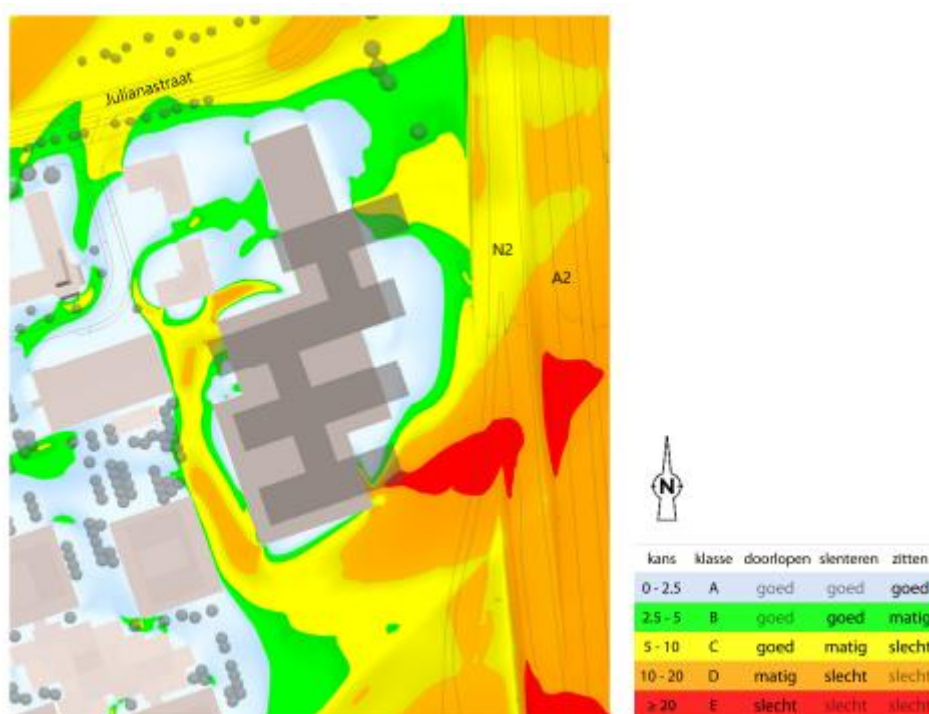 Julianastraat
N2
A2
N
kans klasse doorlopen slenteren zitten
0 - 2.5 A goed goed goed
2.5 - 5 B goed goed matig
5 - 10 C goed matig slecht
10 - 20 D matig slecht slecht
≥ 20 E slecht slecht slecht